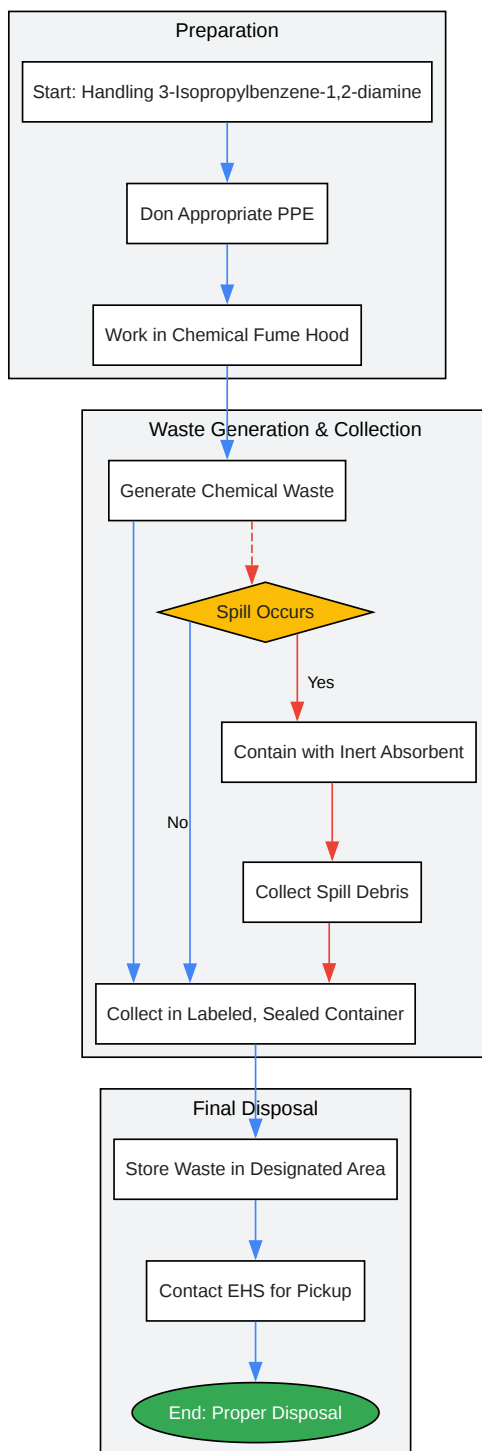 Preparation
Start: Handling 3-Isopropylbenzene-1,2-diamine
Don Appropriate PPE
Work in Chemical Fume Hood
Waste Generation & Collection
Generate Chemical Waste
Spill Occurs
Yes
Contain with Inert Absorbent
No
Collect Spill Debris
Collect in Labeled, Sealed Container
Final Disposal
Store Waste in Designated Area
Contact EHS for Pickup
End: Proper Disposal